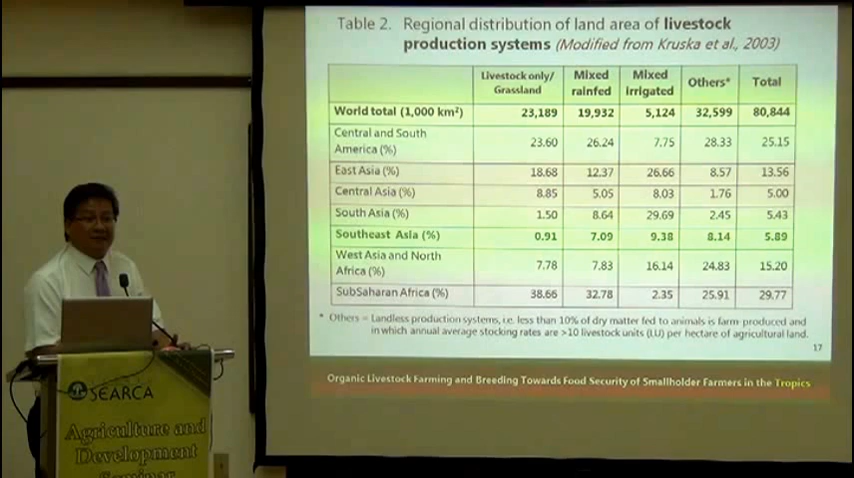 Table 2. Regional distribution of land area of livestock
production systems (Modified from Kruska et al., 2003)
Livestock only/ Grassland Mixed rainfed Mixed irrigated Others* Total
World total (1,000 km²) 23,189 19,932 5,124 32,599 80,844
Central and South America (%) 23.60 26.24 7.75 28.33 25.15
East Asia (%) 18.68 12.37 26.66 8.57 13.56
Central Asia (%) 8.85 5.05 8.03 1.76 5.00
South Asia (%) 1.50 8.64 29.69 2.45 5.43
Southeast Asia (%) 0.91 7.09 9.38 8.14 5.89
West Asia and North Africa (%) 7.78 7.83 16.14 24.83 15.20
SubSaharan Africa (%) 38.66 32.78 2.35 25.91 29.77
* Others = Landless production systems, i.e. less than 10% of dry matter fed to animals is farm-produced and
in which annual average stocking rates are >10 livestock units (LU) per hectare of agricultural land.
17
Organic Livestock Farming and Breeding Towards Food Security of Smallholder Farmers in the Tropics
SEARCA
Agriculture and
Development
Seminar